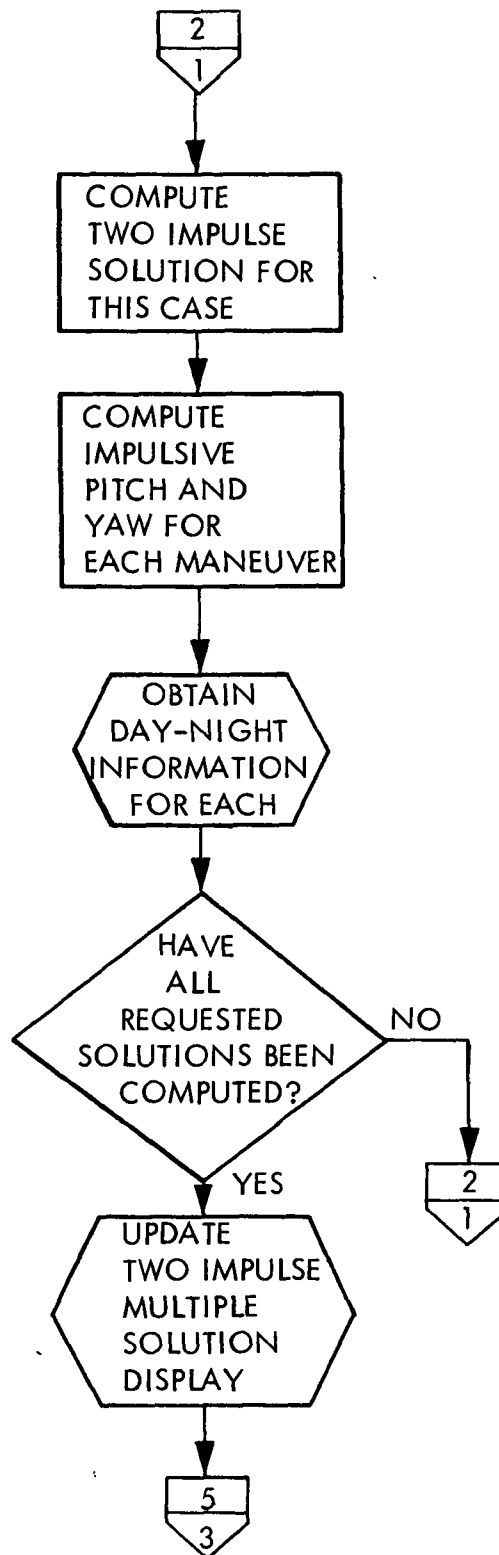 2
1
COMPUTE
TWO IMPULSE
SOLUTION FOR
THIS CASE
COMPUTE
IMPULSIVE
PITCH AND
YAW FOR
EACH MANEUVER
OBTAIN
DAY-NIGHT
INFORMATION
FOR EACH
HAVE
ALL
REQUESTED
SOLUTIONS BEEN
COMPUTED?
NO
2
1
YES
UPDATE
TWO IMPULSE
MULTIPLE
SOLUTION
DISPLAY
5
3